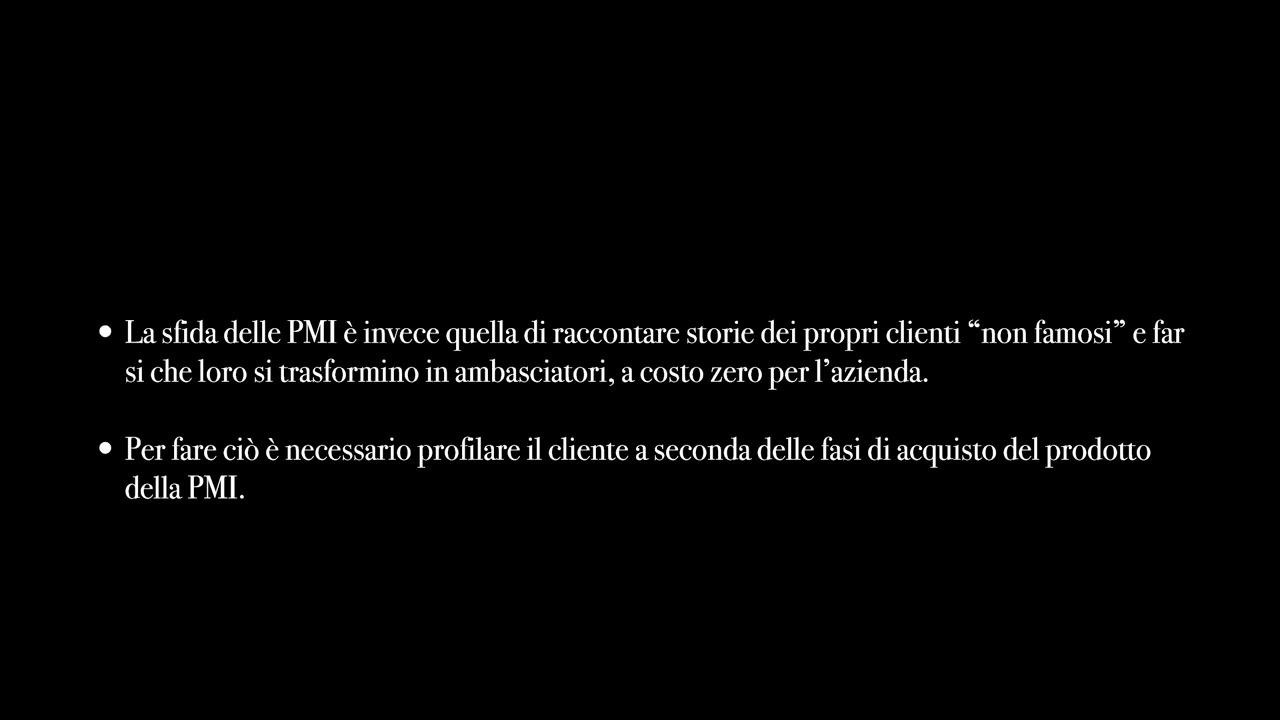 • La sfida delle PMI è invece quella di raccontare storie dei propri clienti “non famosi” e far
si che loro si trasformino in ambasciatori, a costo zero per l’azienda.
• Per fare ciò è necessario profilare il cliente a seconda delle fasi di acquisto del prodotto
della PMI.